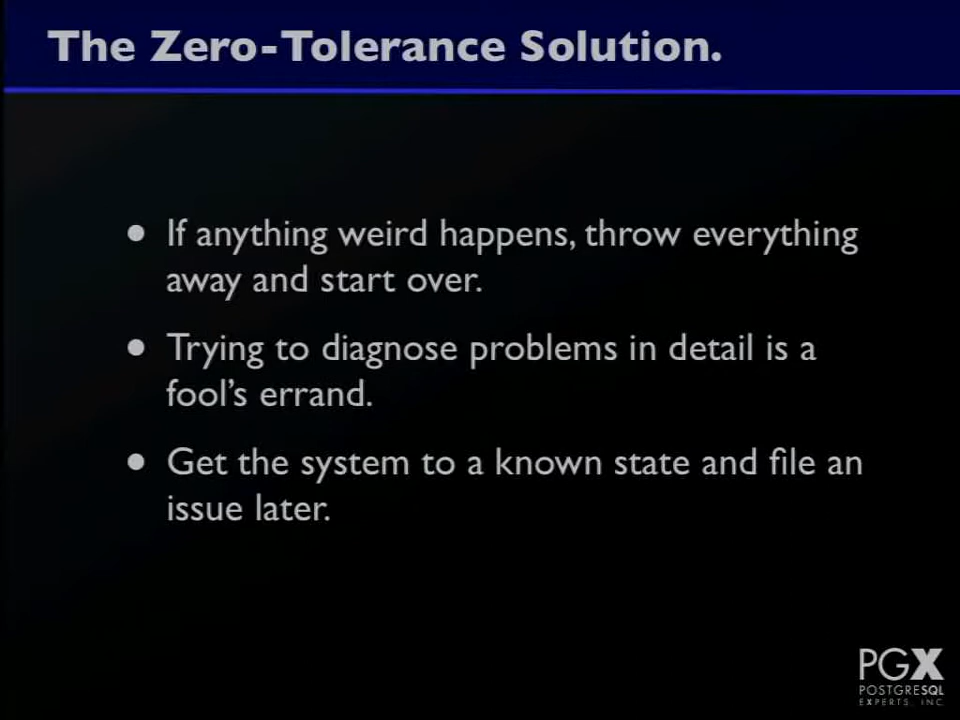 The Zero-Tolerance Solution.
• If anything weird happens, throw everything
away and start over.
• Trying to diagnose problems in detail is a
fool's errand.
• Get the system to a known state and file an
issue later.
PGX
POSTGRESQL
EXPERTS, INC